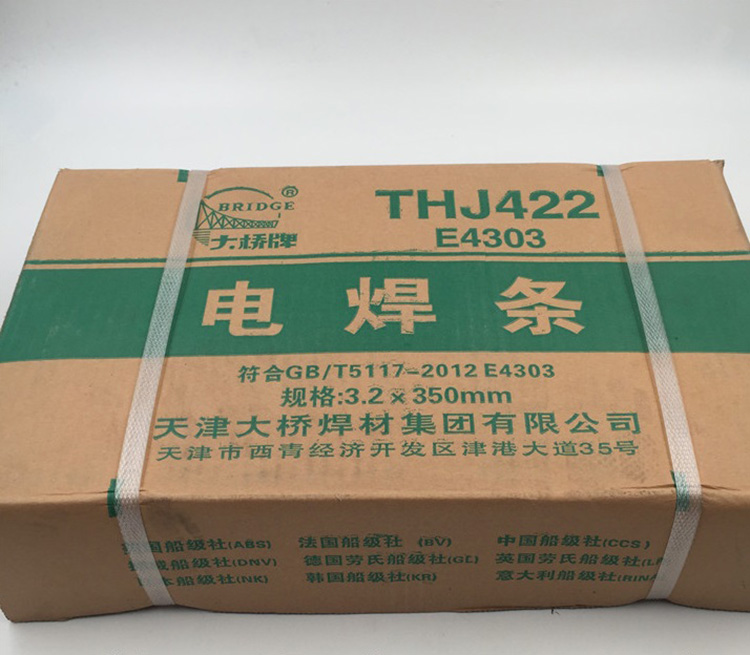 BRIDGE®
大桥牌
THJ422
E4303
电焊条
符合GB/T5117-2012 E4303
规格:3.2×350mm
天津大桥焊材集团有限公司
天津市西青经济开发区津港大道35号
国船级社(ABS) 法国船级社 (BV) 中国船级社(CCS)
船级社(DNV) 德国劳氏船级社(GL) 英国劳氏船级社(
本船级社(NK) 韩国船级社(KR) 意大利船级社(RINA